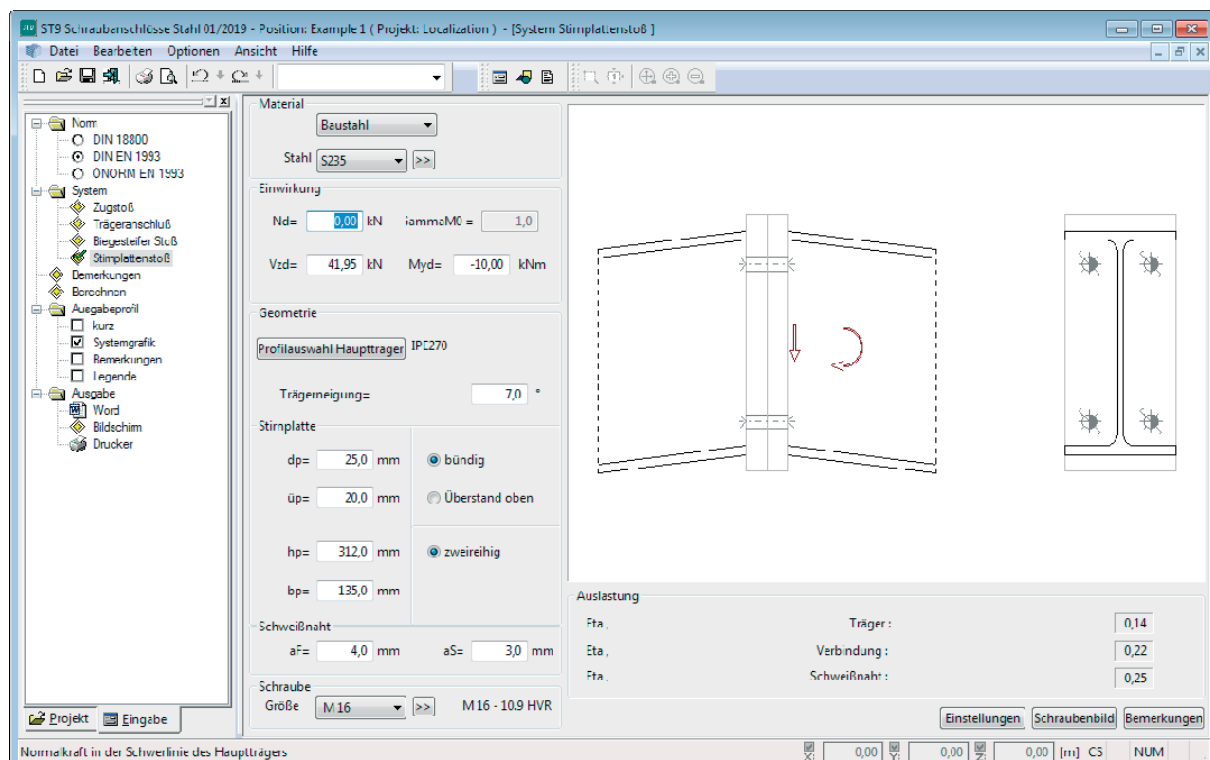 ST9 Schraubanschlüsse Stahl 01/2019 - Position: Example 1 ( Projekt: Localization ) - [System Stirnplattenstoß ]
Datei Bearbeiten Optionen Ansicht Hilfe
Norm
DIN 18800
DIN EN 1993
ÖNORM EN 1993
System
Zugstoß
Trägeranschluß
Biegesteifer Stoß
Stirnplattenstoß
Bemerkungen
Berechnen
Ausgabeprofil
kurz
Systemgrafik
Bemerkungen
Legende
Ausgabe
Word
Bildschirm
Drucker
Projekt Eingabe
Material
Baustahl
Stahl S235 >>
Einwirkung
Nd= 0,00 kN gammaM0 = 1,0
Vzd= 41,95 kN Myd= -10,00 kNm
Geometrie
Profilauswahl Hauptträger IPE270
Trägerneigung= 7,0 °
Stirnplatte
dp= 25,0 mm bündig
üp= 20,0 mm Überstand oben
hp= 312,0 mm zweireihig
bp= 135,0 mm
Schweißnaht
aF= 4,0 mm aS= 3,0 mm
Schraube
Größe M 16 >> M 16 - 10.9 HVR
Auslastung
Eta , Träger : 0,14
Eta , Verbindung : 0,22
Eta , Schweißnaht : 0,25
Einstellungen Schraubenbild Bemerkungen
Normalkraft in der Schwerlinie des Hauptträgers X: 0,00 Y: 0,00 Z: 0,00 [m] NUM